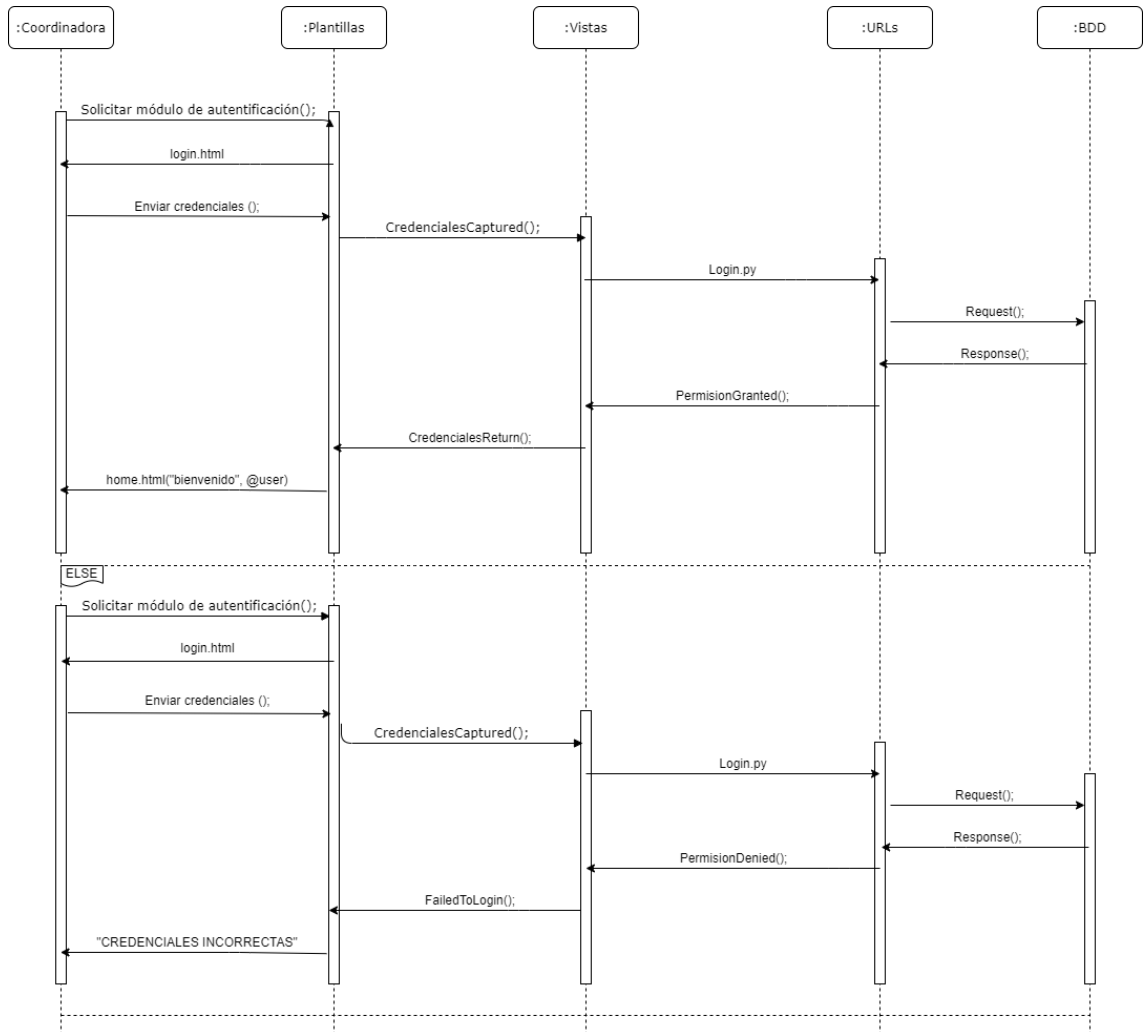 :Coordinadora
:Plantillas
:Vistas
:URLs
:BDD
Solicitar módulo de autentificación();
login.html
Enviar credenciales ();
CredencialesCaptured();
Login.py
Request();
Response();
PermisionGranted();
CredencialesReturn();
home.html("bienvenido", @user)
ELSE
Solicitar módulo de autentificación();
login.html
Enviar credenciales ();
CredencialesCaptured();
Login.py
Request();
Response();
PermisionDenied();
FailedToLogin();
"CREDENCIALES INCORRECTAS"